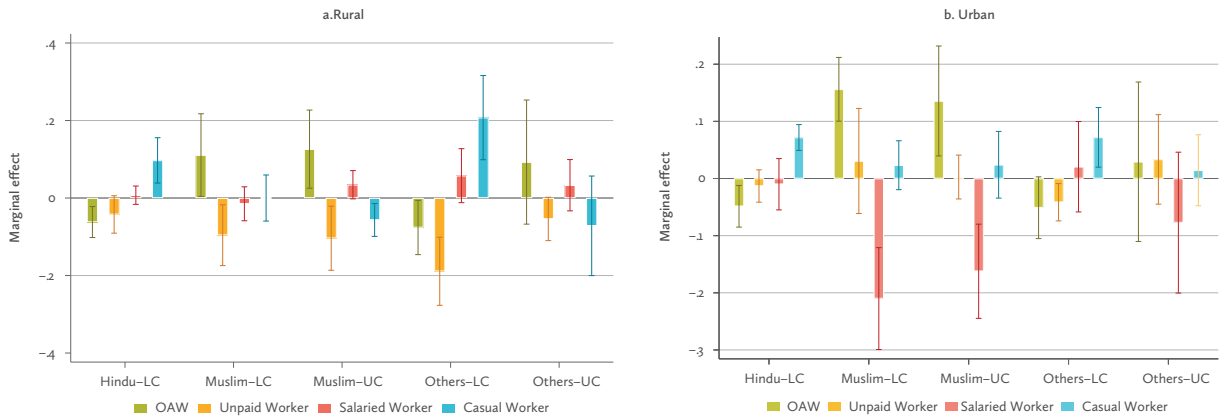 a.Rural
Marginal effect
.4
.2
0
–.2
–.4
Hindu–LC Muslim–LC Muslim–UC Others–LC Others–UC
OAW Unpaid Worker Salaried Worker Casual Worker
b. Urban
Marginal effect
.2
.1
0
–.1
–.2
–.3
Hindu–LC Muslim–LC Muslim–UC Others–LC Others–UC
OAW Unpaid Worker Salaried Worker Casual Worker